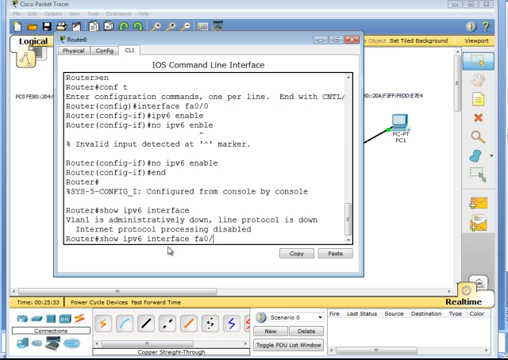 Cisco Packet Tracer
File Edit Options View Tools Extensions Help
Logical
Set Tiled Background
Viewport
Router0
Physical
Config
CLI
IOS Command Line Interface
Router>en
Router#conf t
Enter configuration commands, one per line.  End with CNTL/
Router(config)#interface fa0/0
Router(config-if)#ipv6 enable
Router(config-if)#no ipv6 enble
^
% Invalid input detected at '^' marker.
Router(config-if)#no ipv6 enable
Router(config-if)#end
Router#
%SYS-5-CONFIG_I: Configured from console by console
Router#show ipv6 interface
Vlan1 is administratively down, line protocol is down
Internet protocol processing disabled
Router#show ipv6 interface fa0/
Copy
Paste
PC-PT
PC1
Time: 00:25:33
Power Cycle Devices Fast Forward Time
Realtime
Connections
Copper Straight-Through
Scenario 0
New
Delete
Toggle PDU List Window
Fire
Last Status
Source
Destination
Type
Color